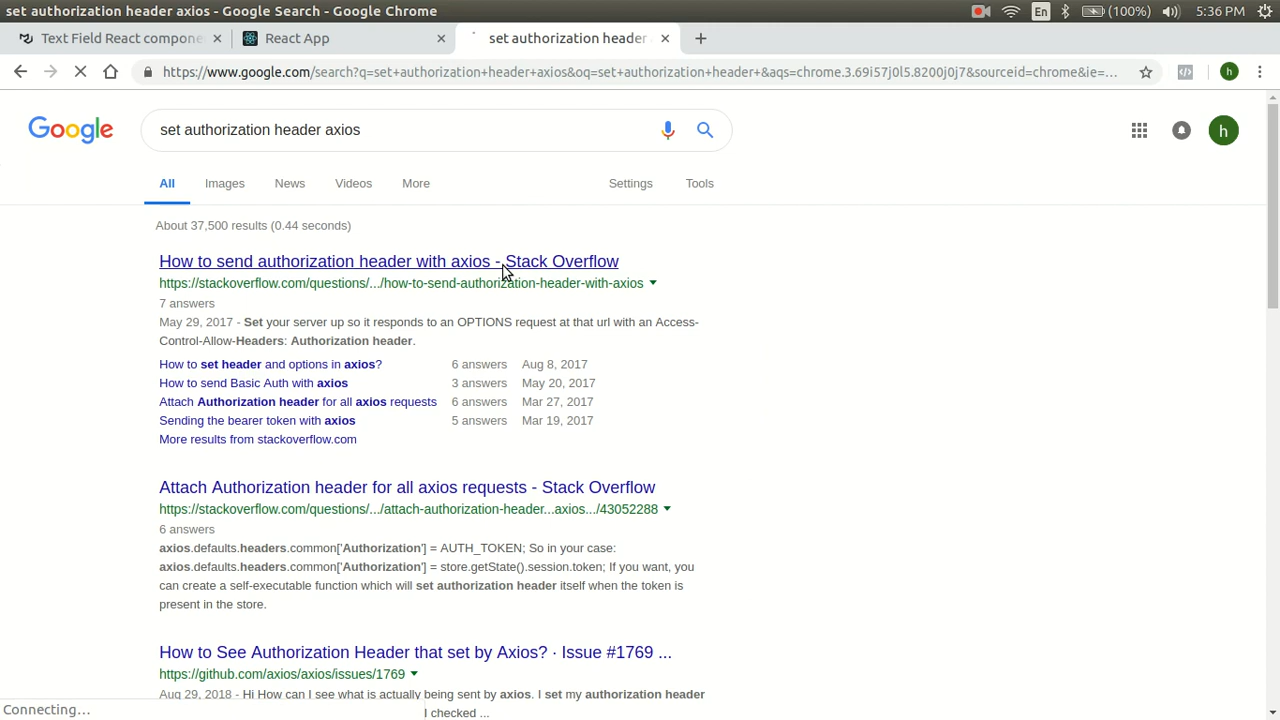 set authorization header axios - Google Search - Google Chrome
En
(100%)
5:36 PM
Text Field React compone
React App
set authorization header
https://www.google.com/search?q=set+authorization+header+axios&oq=set+authorization+header+&aqs=chrome.3.69i57j0l5.8200j0j7&sourceid=chrome&ie=...
h
Google
set authorization header axios
h
All
Images
News
Videos
More
Settings
Tools
About 37,500 results (0.44 seconds)
How to send authorization header with axios - Stack Overflow
https://stackoverflow.com/questions/.../how-to-send-authorization-header-with-axios
7 answers
May 29, 2017 - Set your server up so it responds to an OPTIONS request at that url with an Access-
Control-Allow-Headers: Authorization header.
How to set header and options in axios? 6 answers Aug 8, 2017
How to send Basic Auth with axios 3 answers May 20, 2017
Attach Authorization header for all axios requests 6 answers Mar 27, 2017
Sending the bearer token with axios 5 answers Mar 19, 2017
More results from stackoverflow.com
Attach Authorization header for all axios requests - Stack Overflow
https://stackoverflow.com/questions/.../attach-authorization-header...axios.../43052288
6 answers
axios.defaults.headers.common['Authorization'] = AUTH_TOKEN; So in your case:
axios.defaults.headers.common['Authorization'] = store.getState().session.token; If you want, you
can create a self-executable function which will set authorization header itself when the token is
present in the store.
How to See Authorization Header that set by Axios? · Issue #1769 ...
https://github.com/axios/axios/issues/1769
Aug 29, 2018 - Hi How can I see what is actually being sent by axios. I set my authorization header
I checked ...
Connecting...